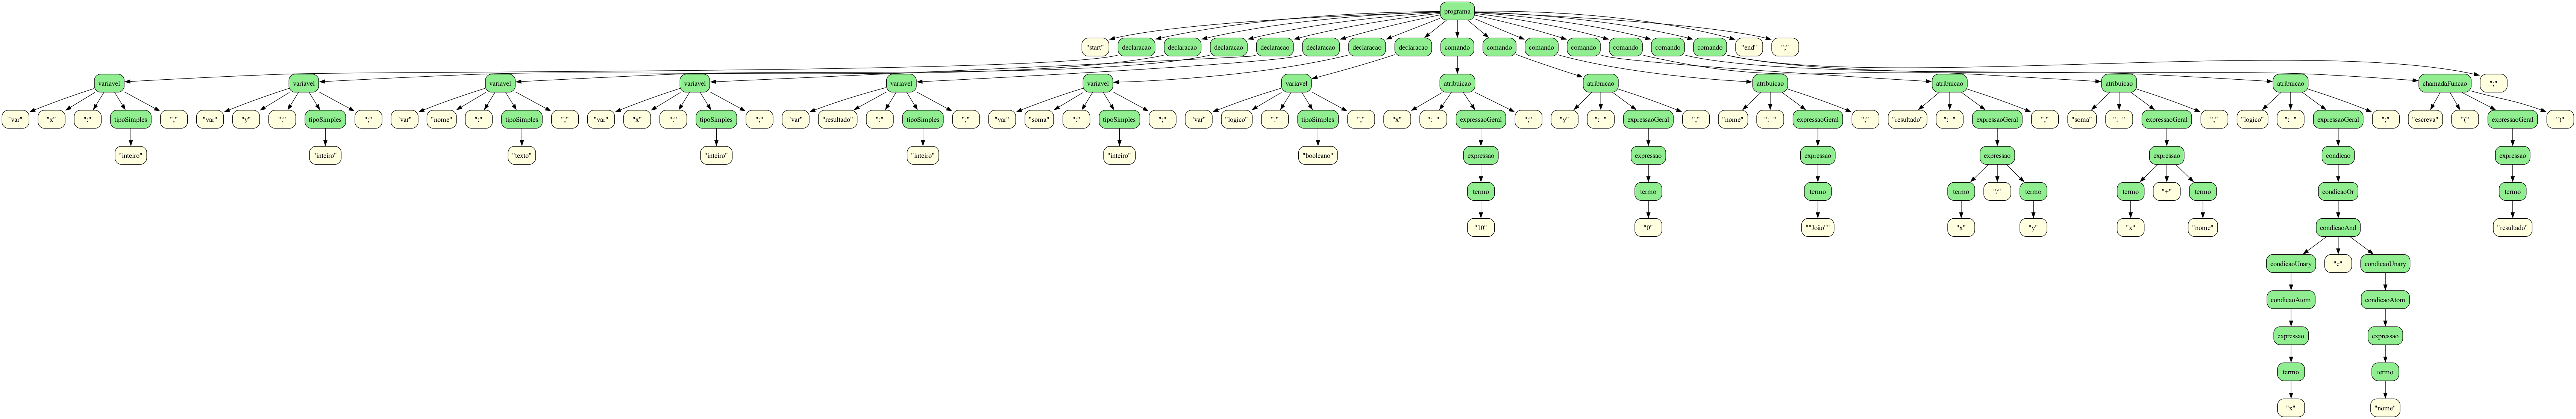 programa
"start" declaracao declaracao declaracao declaracao declaracao declaracao declaracao comando comando comando comando comando comando comando "end" ";"
variavel variavel variavel variavel variavel variavel variavel atribuicao atribuicao atribuicao atribuicao atribuicao atribuicao chamadaFuncao ";"
"var" "x" ":" tipoSimples ";" "var" "y" ":" tipoSimples ";" "var" "nome" ":" tipoSimples ";" "var" "x" ":" tipoSimples ";" "var" "resultado" ":" tipoSimples ";" "var" "soma" ":" tipoSimples ";" "var" "logico" ":" tipoSimples ";" "x" ":=" expressaoGeral ";" "y" ":=" expressaoGeral ";" "nome" ":=" expressaoGeral ";" "resultado" ":=" expressaoGeral ";" "soma" ":=" expressaoGeral ";" "logico" ":=" expressaoGeral ";" "escreva" "(" expressaoGeral ")"
"inteiro" "inteiro" "texto" "inteiro" "inteiro" "inteiro" "booleano" expressao expressao expressao expressao expressao condicao expressao
termo termo termo termo "/" termo termo "+" termo condicaoOr termo
"10" "0" ""João"" "x" "y" "x" "nome" condicaoAnd "resultado"
condicaoUnary "e" condicaoUnary
condicaoAtom condicaoAtom
expressao expressao
termo termo
"x" "nome"